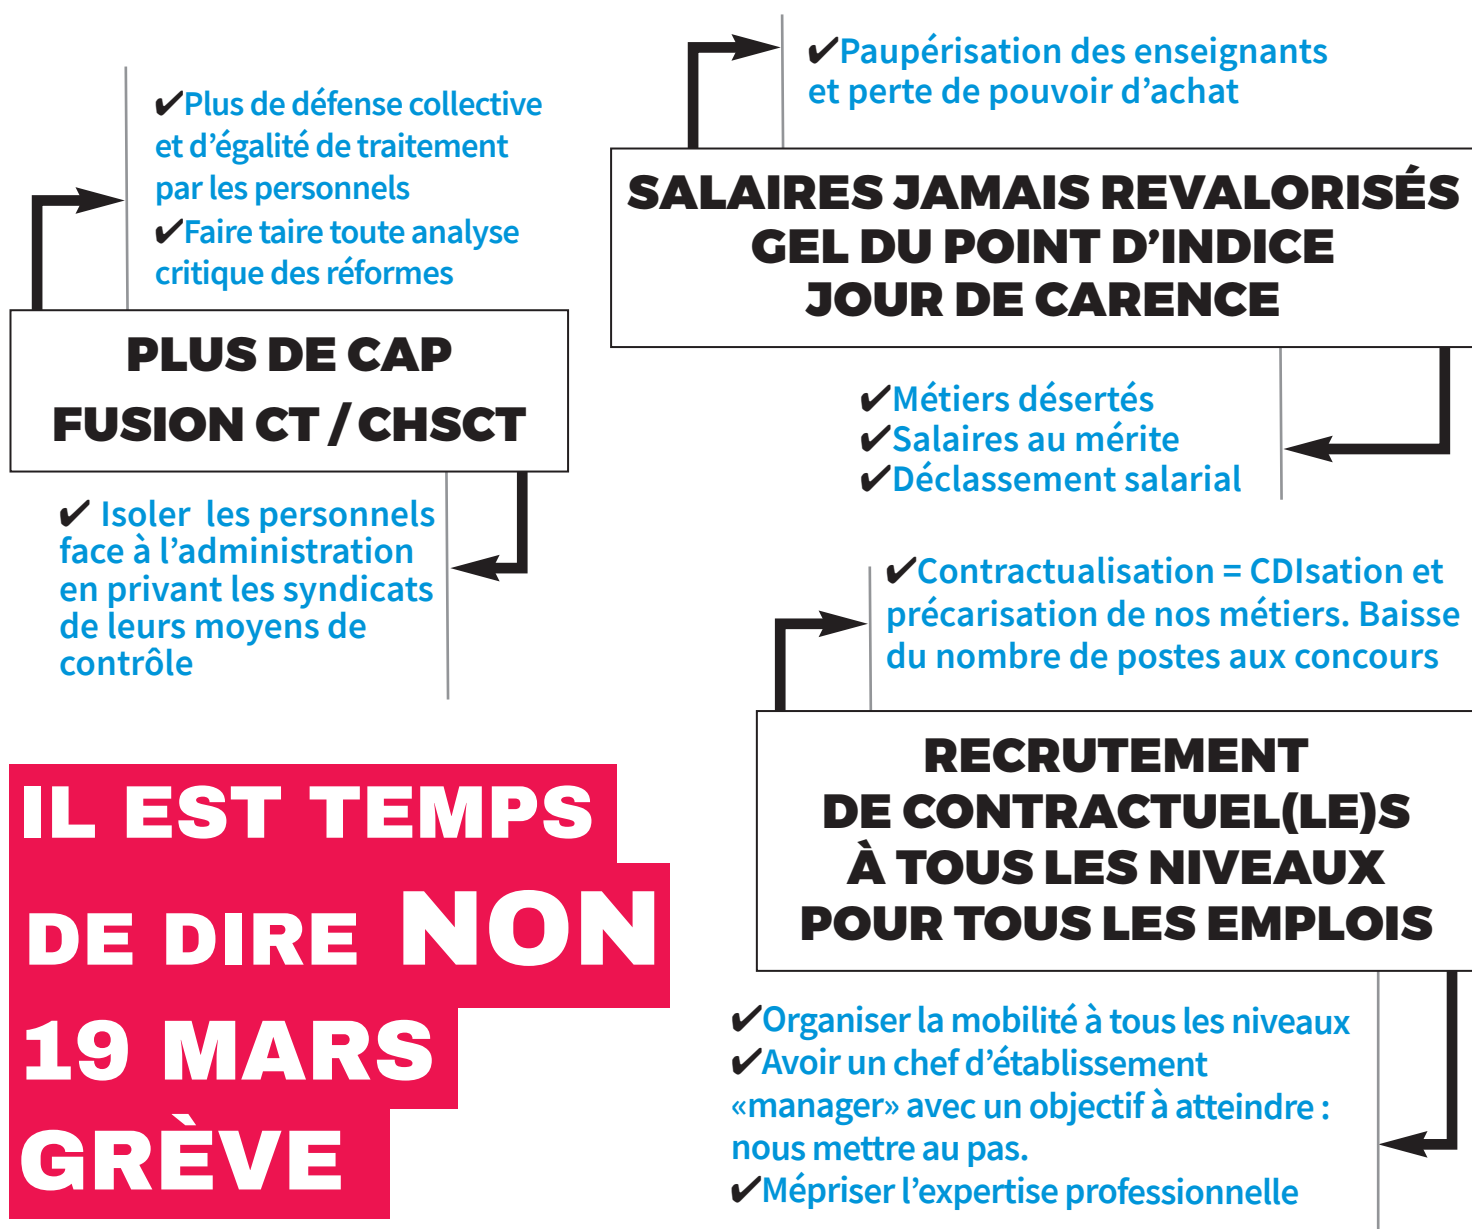 ✔Plus de défense collective
et d’égalité de traitement
par les personnels
✔Faire taire toute analyse
critique des réformes
PLUS DE CAP
FUSION CT / CHSCT
✔ Isoler les personnels
face à l’administration
en privant les syndicats
de leurs moyens de
contrôle
✔Paupérisation des enseignants
et perte de pouvoir d’achat
SALAIRES JAMAIS REVALORISÉS
GEL DU POINT D’INDICE
JOUR DE CARENCE
✔Métiers désertés
✔Salaires au mérite
✔Déclassement salarial
✔Contractualisation = CDIsation et
précarisation de nos métiers. Baisse
du nombre de postes aux concours
RECRUTEMENT
DE CONTRACTUEL(LE)S
À TOUS LES NIVEAUX
POUR TOUS LES EMPLOIS
✔Organiser la mobilité à tous les niveaux
✔Avoir un chef d’établissement
«manager» avec un objectif à atteindre :
nous mettre au pas.
✔Mépriser l’expertise professionnelle
IL EST TEMPS
DE DIRE NON
19 MARS
GRÈVE